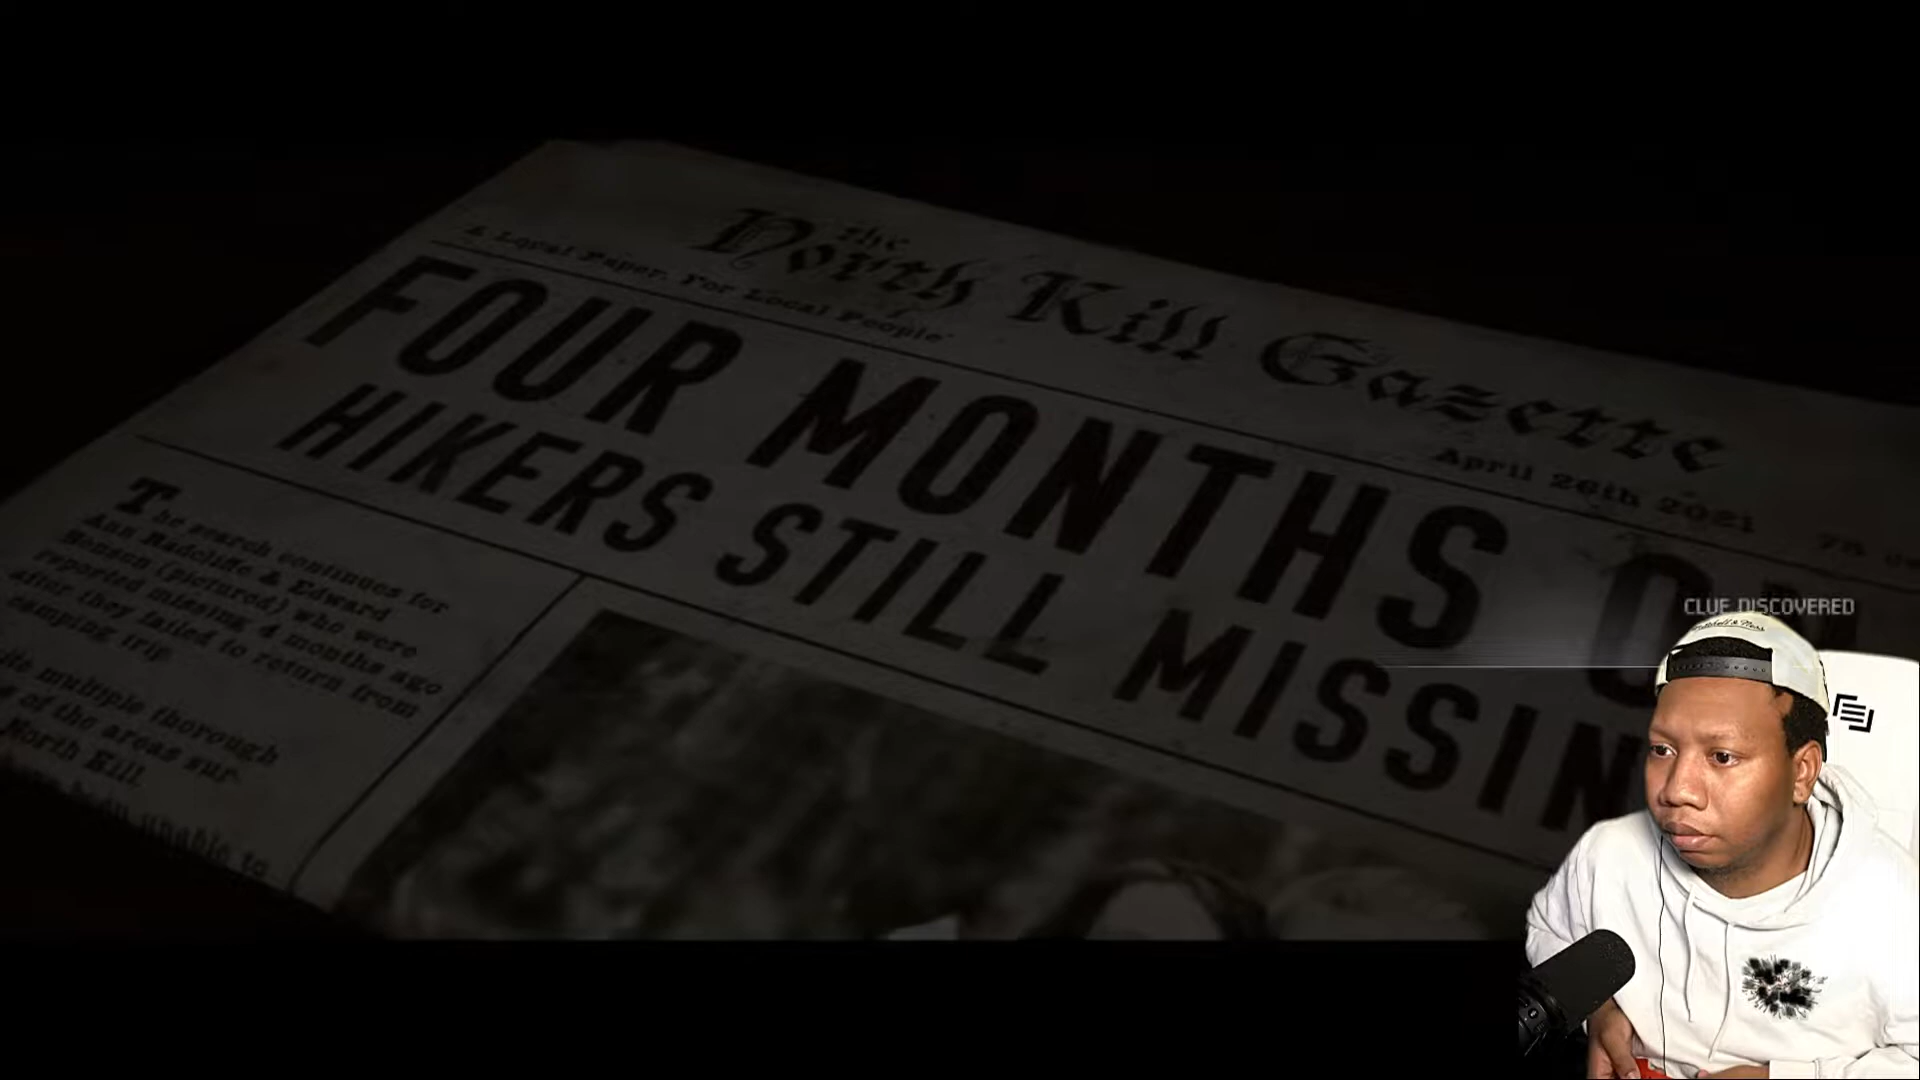 the
North Kill Gazette
A Local Paper, For Local People
April 26th 2021
FOUR MONTHS
HIKERS STILL MISSIN
The search continues for
Ann Radcliffe & Edward
Benson (pictured) who were
reported missing 4 months ago
after they failed to return from
camping trip
multiple thorough
of the areas sur-
North Kill.
unable to
CLUE DISCOVERED
Mitchell & Ness